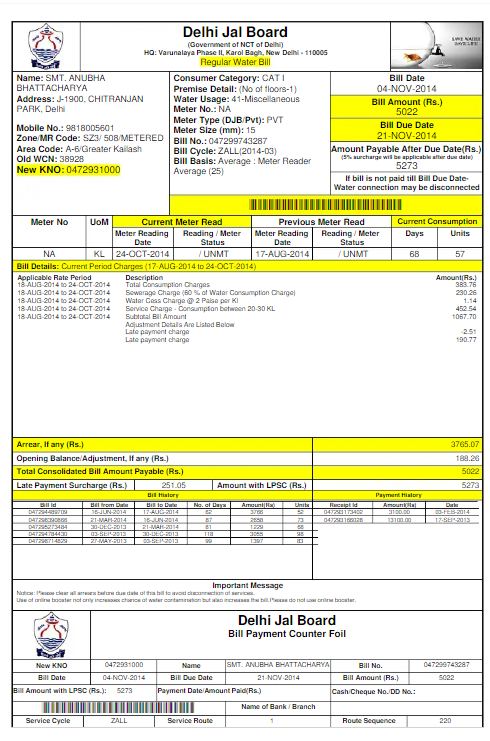 Delhi Jal Board
(Government of NCT of Delhi)
HQ: Varunalaya Phase II, Karol Bagh, New Delhi - 110005
Regular Water Bill
SAVE WATER
SAVE LIFE
Name: SMT. ANUBHA
BHATTACHARYA
Address: J-1900, CHITRANJAN
PARK, Delhi
Mobile No.: 9818005601
Zone/MR Code: SZ3/ 508/METERED
Area Code: A-6/Greater Kailash
Old WCN: 38928
New KNO: 0472931000
Consumer Category: CAT I
Premise Detail: (No of floors-1)
Water Usage: 41-Miscellaneous
Meter No.: NA
Meter Type (DJB/Pvt): PVT
Meter Size (mm): 15
Bill No.: 047299743287
Bill Cycle: ZALL(2014-03)
Bill Basis: Average : Meter Reader
Average (25)
Bill Date
04-NOV-2014
Bill Amount (Rs.)
5022
Bill Due Date
21-NOV-2014
Amount Payable After Due Date(Rs.)
(5% surcharge will be applicable after due date)
5273
If bill is not paid till Bill Due Date-
Water connection may be disconnected
Meter No UoM Current Meter Read Previous Meter Read Current Consumption
Meter Reading Date Reading / Meter Status Meter Reading Date Reading / Meter Status Days Units
NA KL 24-OCT-2014 / UNMT 17-AUG-2014 / UNMT 68 57
Bill Details: Current Period Charges (17-AUG-2014 to 24-OCT-2014)
Applicable Rate Period Description Amount(Rs.)
18-AUG-2014 to 24-OCT-2014 Total Consumption Charges 383.76
18-AUG-2014 to 24-OCT-2014 Sewerage Charge (60 % of Water Consumption Charge) 230.26
18-AUG-2014 to 24-OCT-2014 Water Cess Charge @ 2 Paise per Kl 1.14
18-AUG-2014 to 24-OCT-2014 Service Charge - Consumption between 20-30 KL 452.54
18-AUG-2014 to 24-OCT-2014 Subtotal Bill Amount 1067.70
Adjustment Details Are Listed Below
Late payment charge -2.51
Late payment charge 190.77
Arrear, If any (Rs.) 3765.07
Opening Balance/Adjustment, If any (Rs.) 188.26
Total Consolidated Bill Amount Payable (Rs.) 5022
Late Payment Surcharge (Rs.) 251.05 Amount with LPSC (Rs.) 5273
Bill History Payment History
Bill Id Bill from Date Bill to Date No. of Days Amount(Rs) Units Receipt Id Amount(Rs) Date
16-JUN-2014 17-AUG-2014 62 3766 52 3100.00 03-FEB-2014
21-MAR-2014 16-JUN-2014 87 2658 73 13100.00 17-SEP-2013
30-DEC-2013 21-MAR-2014 81 1229 68
03-SEP-2013 30-DEC-2013 118 3055 98
27-MAY-2013 03-SEP-2013 99 1397 83
Important Message
Notice: Please clear all arrears before due date of this bill to avoid disconnection of services.
Use of online booster not only increases chance of water contamination but also increases the bill.Please do not use online booster.
Delhi Jal Board
Bill Payment Counter Foil
New KNO 0472931000 Name SMT. ANUBHA BHATTACHARYA Bill No. 047299743287
Bill Date 04-NOV-2014 Bill Due Date 21-NOV-2014 Bill Amount (Rs.) 5022
Bill Amount with LPSC (Rs.): 5273 Payment Date/Amount Paid(Rs.) Cash/Cheque No./DD No.:
Name of Bank / Branch
Service Cycle ZALL Service Route 1 Route Sequence 220